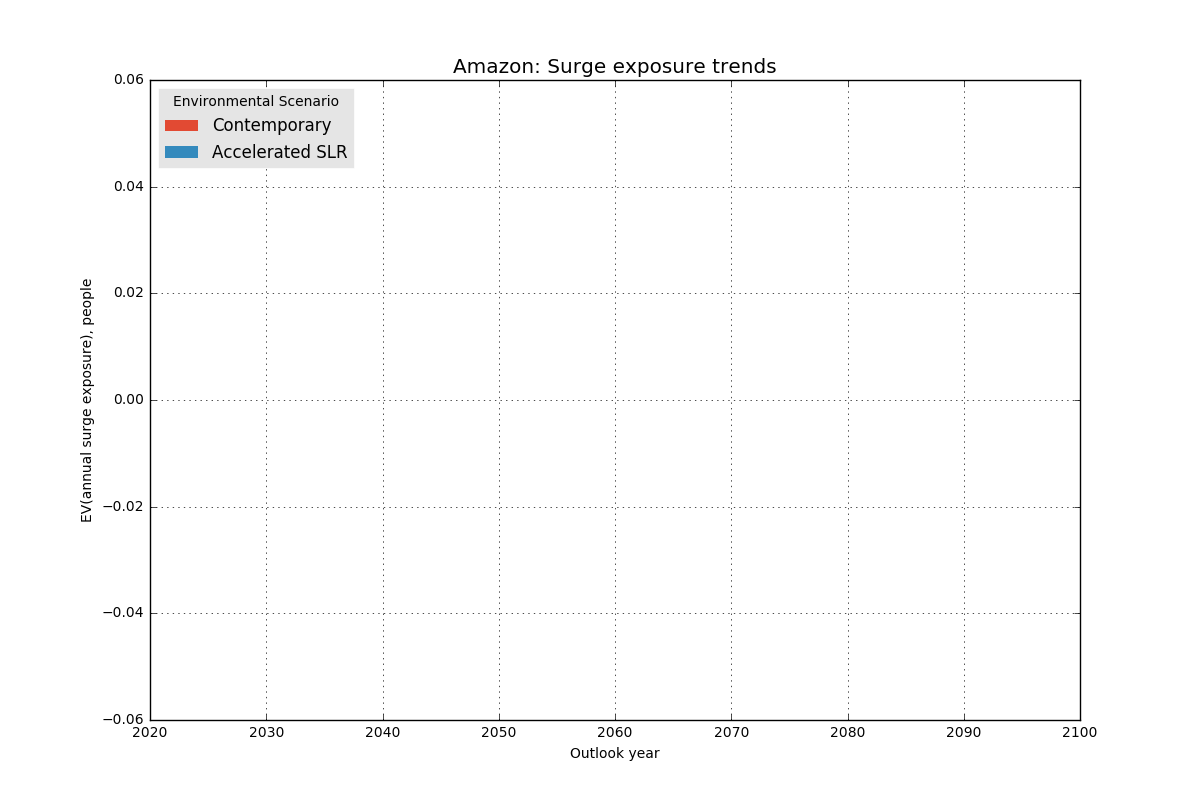 Amazon: Surge exposure trends
Environmental Scenario
Contemporary
Accelerated SLR
EV(annual surge exposure), people
0.06
0.04
0.02
0.00
−0.02
−0.04
−0.06
2020 2030 2040 2050 2060 2070 2080 2090 2100
Outlook year